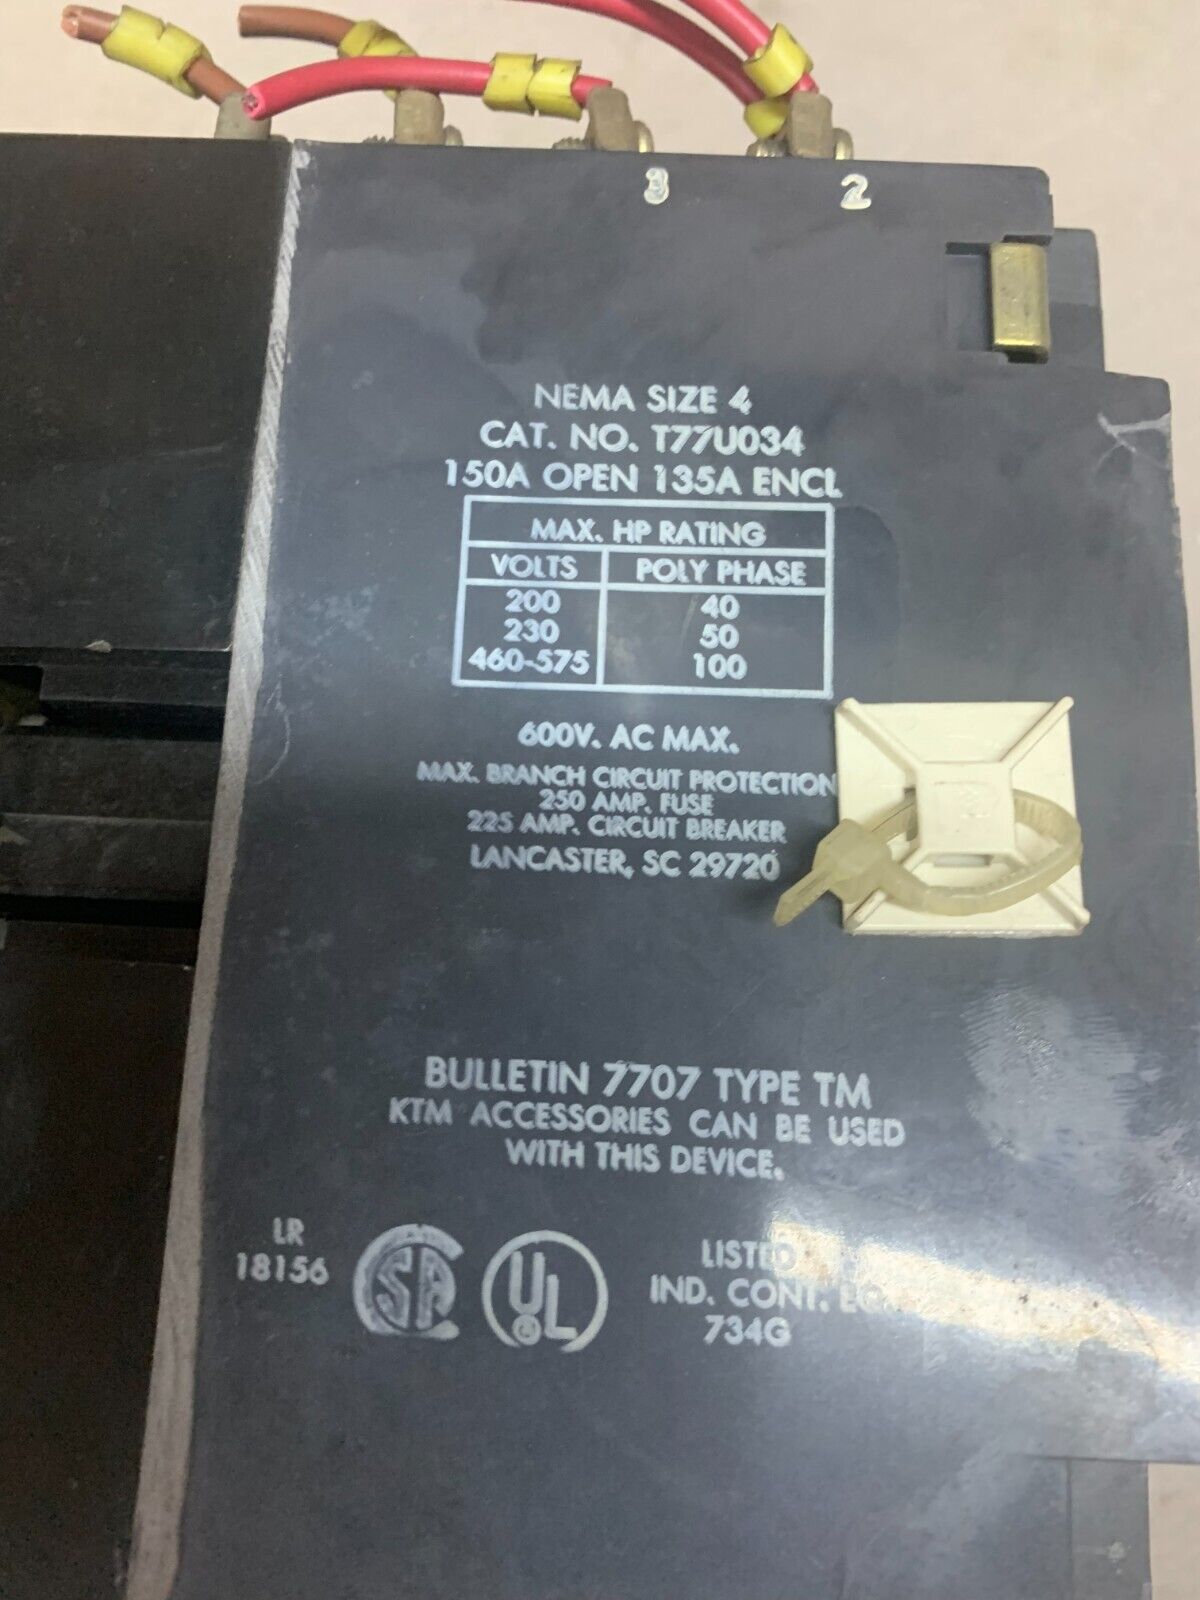 3 2
NEMA SIZE 4
CAT. NO. T77U034
150A OPEN 135A ENCL
MAX. HP RATING
VOLTS POLY PHASE
200 40
230 50
460-575 100
600V. AC MAX.
MAX. BRANCH CIRCUIT PROTECTION
250 AMP. FUSE
225 AMP. CIRCUIT BREAKER
LANCASTER, SC 29720
BULLETIN 7707 TYPE TM
KTM ACCESSORIES CAN BE USED
WITH THIS DEVICE.
LR
18156
SA
UL
LISTED
IND. CONT. EQ
734G